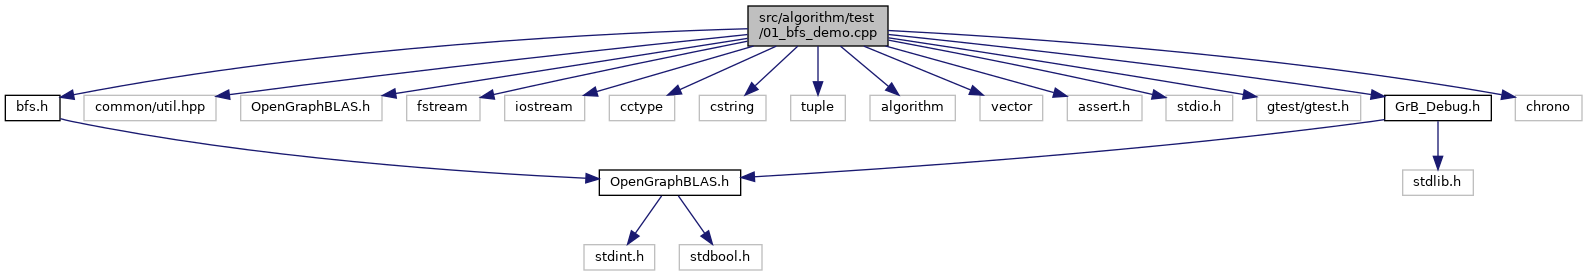 src/algorithm/test
/01_bfs_demo.cpp
bfs.h
common/util.hpp
OpenGraphBLAS.h
fstream
iostream
cctype
cstring
tuple
algorithm
vector
assert.h
stdio.h
gtest/gtest.h
GrB_Debug.h
chrono
OpenGraphBLAS.h
stdlib.h
stdint.h
stdbool.h